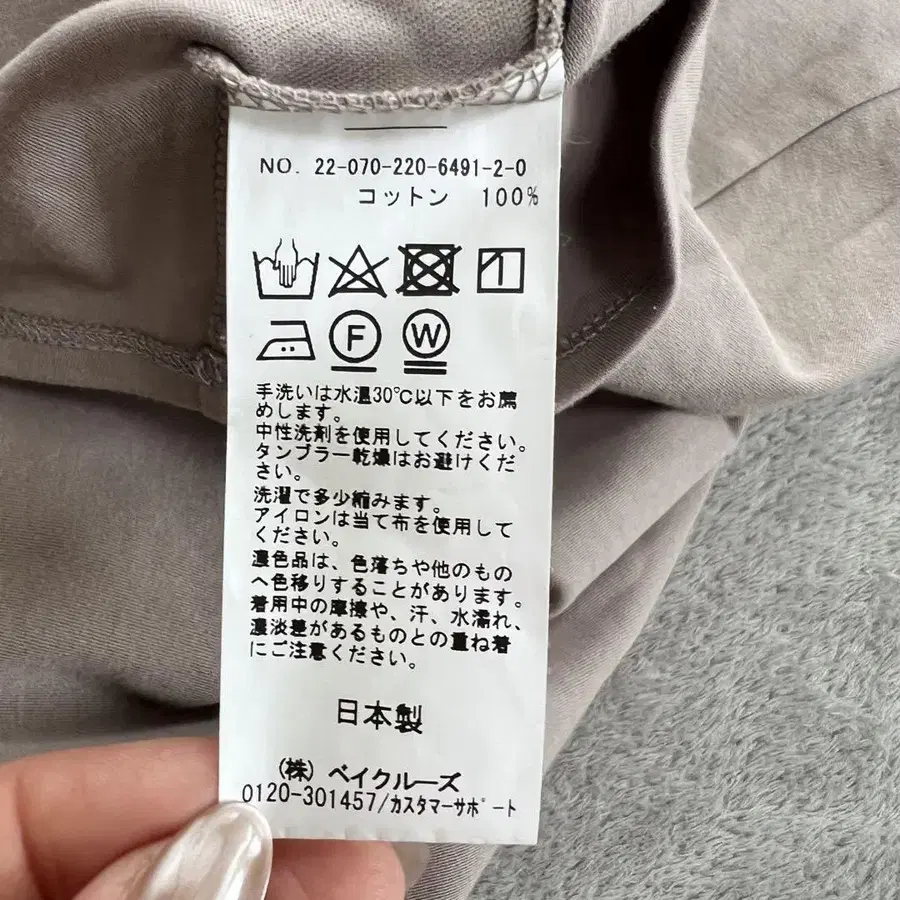 NO. 22-070-220-6491-2-0
コットン 100%
F
W
手洗いは水温30℃以下をお薦
めします。
中性洗剤を使用してください。
タンブラー乾燥はお避けくだ
さい。
洗濯で多少縮みます。
アイロンは当て布を使用して
ください。
濃色品は、色落ちや他のもの
へ色移りすることがあります。
着用中の摩擦や、汗、水濡れ、
濃淡差があるものとの重ね着
にご注意ください。
日本製
(株) ベイクルーズ
0120-301457/カスタマーサポート